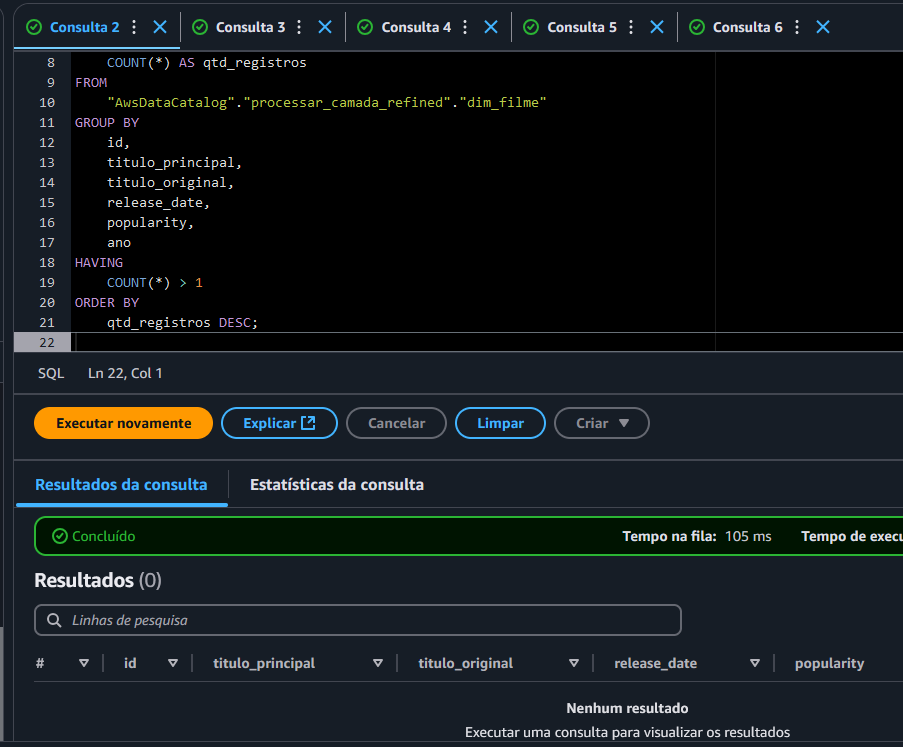 Consulta 2 Consulta 3 Consulta 4 Consulta 5 Consulta 6
8 COUNT(*) AS qtd_registros
9 FROM
10 "AwsDataCatalog"."processar_camada_refined"."dim_filme"
11 GROUP BY
12 id,
13 titulo_principal,
14 titulo_original,
15 release_date,
16 popularity,
17 ano
18 HAVING
19 COUNT(*) > 1
20 ORDER BY
21 qtd_registros DESC;
22
SQL Ln 22, Col 1
Executar novamente Explicar Cancelar Limpar Criar
Resultados da consulta Estatísticas da consulta
Concluído Tempo na fila: 105 ms Tempo de execu
Resultados (0)
Linhas de pesquisa
# id titulo_principal titulo_original release_date popularity
Nenhum resultado
Executar uma consulta para visualizar os resultados